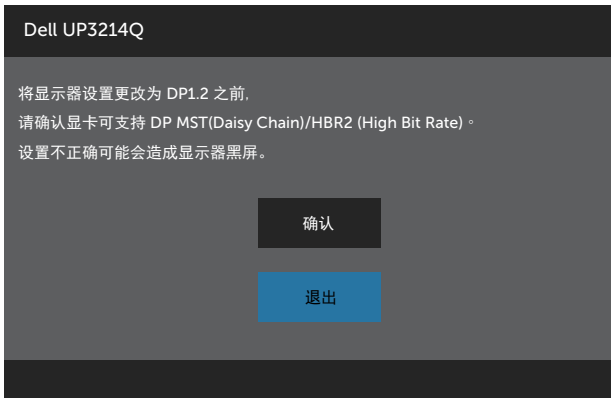 Dell UP3214Q
将显示器设置更改为 DP1.2 之前,
请确认显卡可支持 DP MST(Daisy Chain)/HBR2 (High Bit Rate)。
设置不正确可能会造成显示器黑屏。
确认
退出